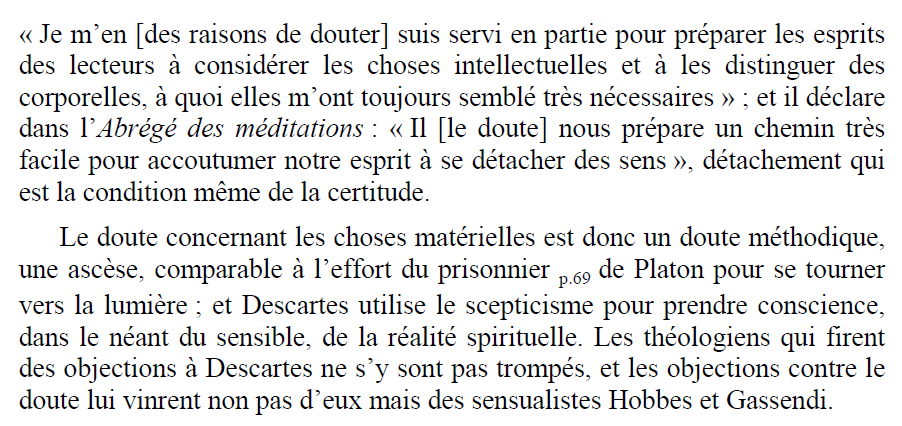 « Je m’en [des raisons de douter] suis servi en partie pour préparer les esprits
des lecteurs à considérer les choses intellectuelles et à les distinguer des
corporelles, à quoi elles m’ont toujours semblé très nécessaires » ; et il déclare
dans l’Abrégé des méditations : « Il [le doute] nous prépare un chemin très
facile pour accoutumer notre esprit à se détacher des sens », détachement qui
est la condition même de la certitude.
Le doute concernant les choses matérielles est donc un doute méthodique,
une ascèse, comparable à l’effort du prisonnier p.69 de Platon pour se tourner
vers la lumière ; et Descartes utilise le scepticisme pour prendre conscience,
dans le néant du sensible, de la réalité spirituelle. Les théologiens qui firent
des objections à Descartes ne s’y sont pas trompés, et les objections contre le
doute lui vinrent non pas d’eux mais des sensualistes Hobbes et Gassendi.